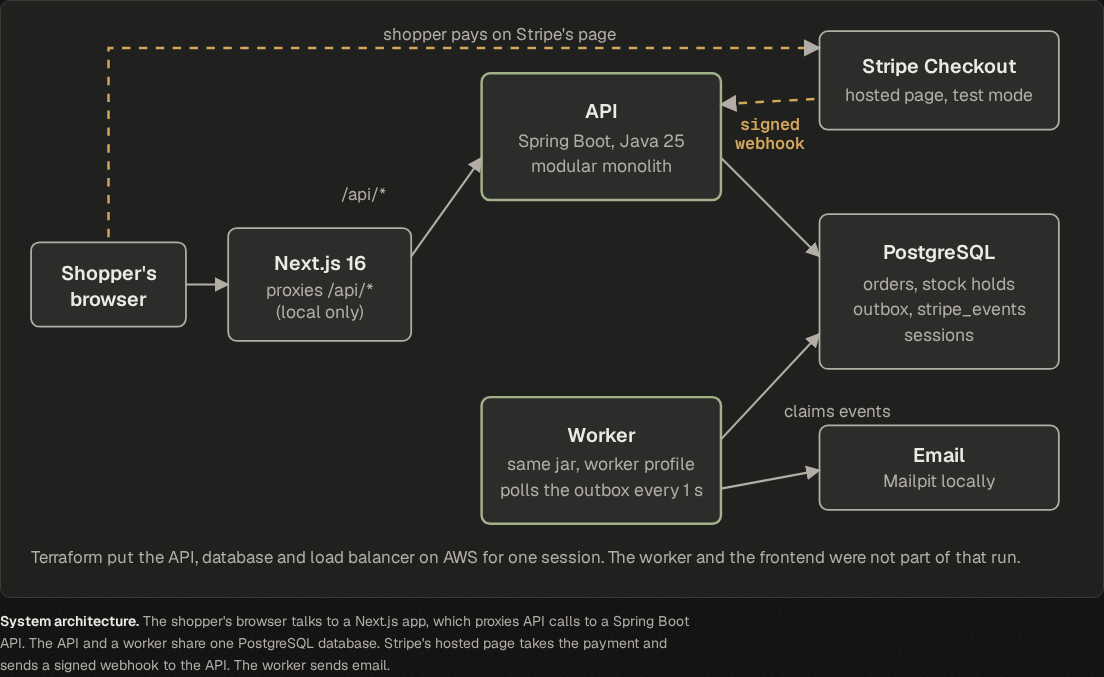 shopper pays on Stripe's page
Stripe Checkout
hosted page, test mode
API
Spring Boot, Java 25
modular monolith
signed
webhook
/api/*
Shopper's
browser
Next.js 16
proxies /api/*
(local only)
PostgreSQL
orders, stock holds
outbox, stripe_events
sessions
Worker
same jar, worker profile
polls the outbox every 1 s
claims events
Email
Mailpit locally
Terraform put the API, database and load balancer on AWS for one session. The worker and the frontend were not part of that run.
System architecture. The shopper's browser talks to a Next.js app, which proxies API calls to a Spring Boot
API. The API and a worker share one PostgreSQL database. Stripe's hosted page takes the payment and
sends a signed webhook to the API. The worker sends email.